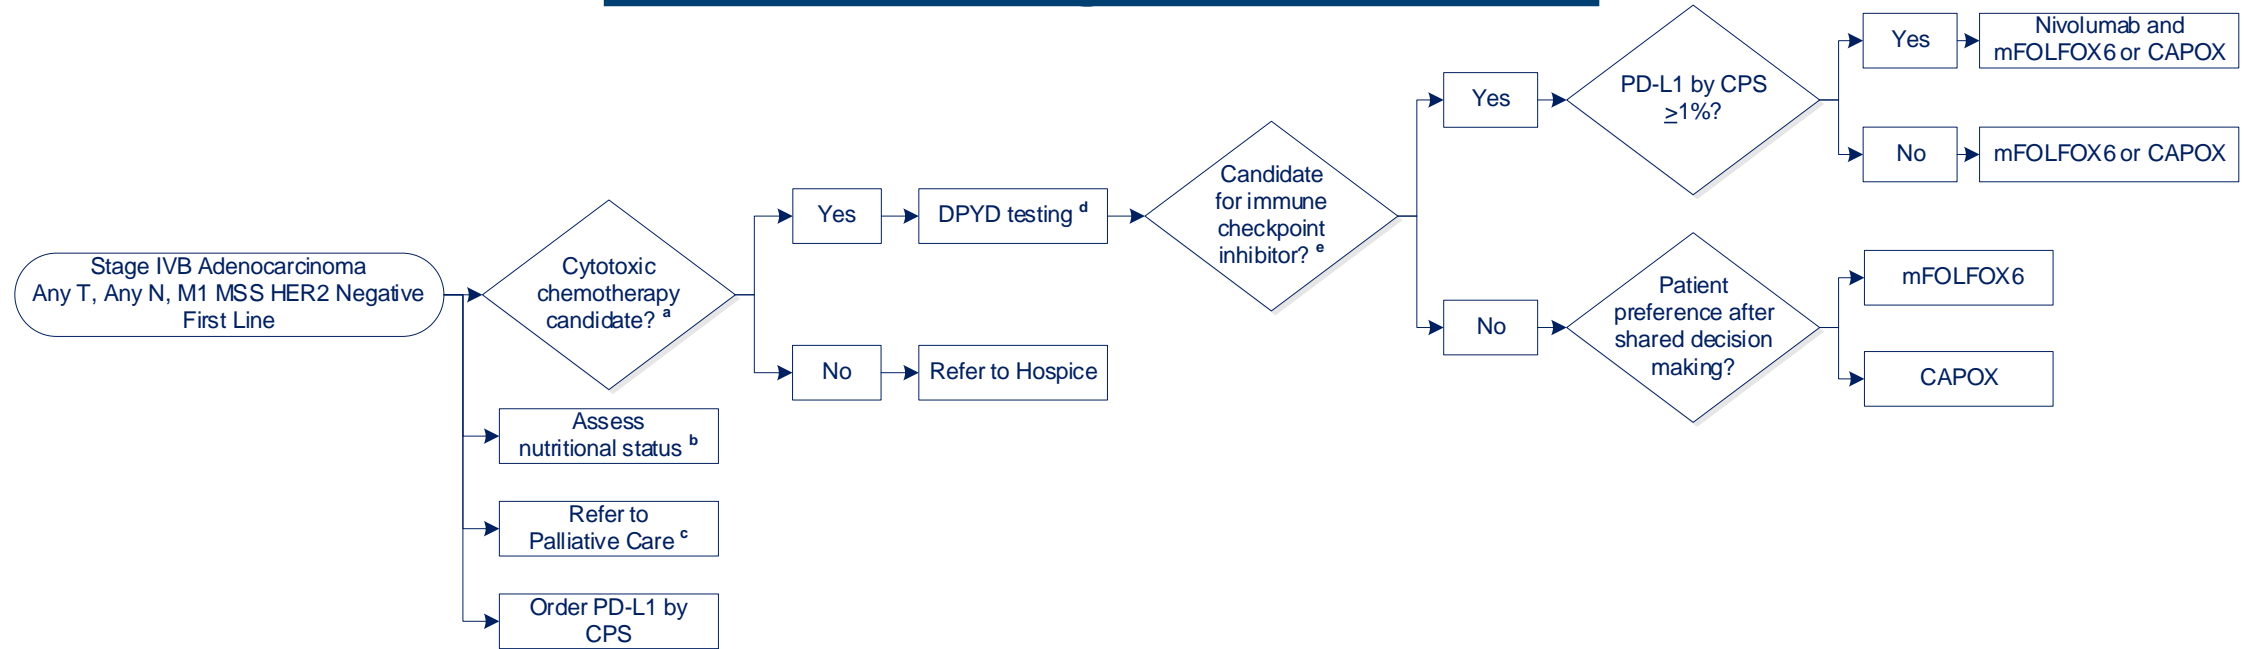 Stage IVB Adenocarcinoma
Any T, Any N, M1 MSS HER2 Negative
First Line
Cytotoxic
chemotherapy
candidate? a
Assess
nutritional status b
Refer to
Palliative Care c
Order PD-L1 by
CPS
Yes
DPYD testing d
No
Refer to Hospice
Candidate
for immune
checkpoint
inhibitor? e
Yes
PD-L1 by CPS
≥1%?
Yes
Nivolumab and
mFOLFOX6 or CAPOX
No
mFOLFOX6 or CAPOX
No
Patient
preference after
shared decision
making?
mFOLFOX6
CAPOX